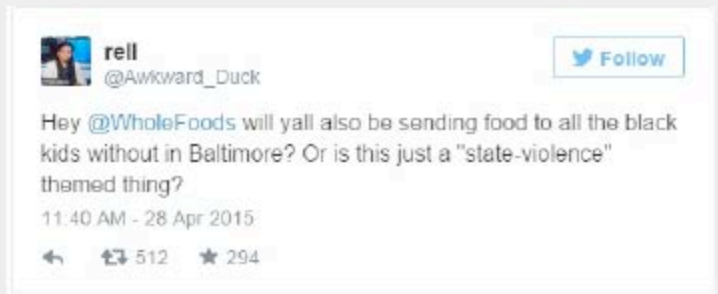 rell
@Awkward_Duck
Follow
Hey @WholeFoods will yall also be sending food to all the black
kids without in Baltimore? Or is this just a "state-violence"
themed thing?
11:40 AM - 28 Apr 2015
512 294